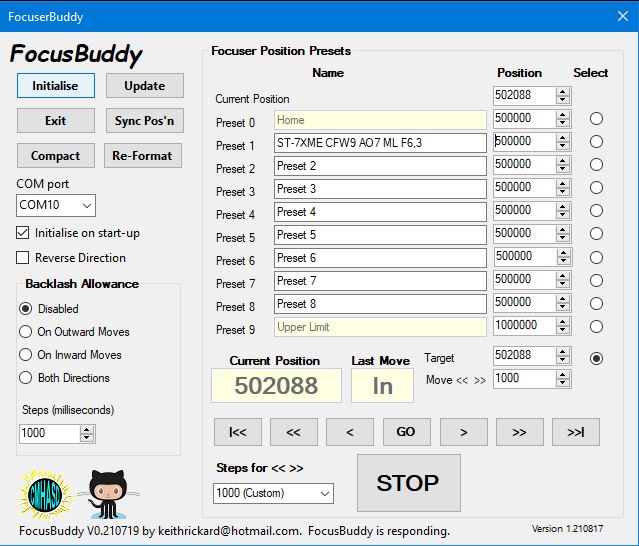 FocuserBuddy
FocusBuddy
Initialise Update
Exit Sync Pos'n
Compact Re-Format
COM port
COM10
Initialise on start-up
Reverse Direction
Backlash Allowance
Disabled
On Outward Moves
On Inward Moves
Both Directions
Steps (milliseconds)
1000
Focuser Position Presets
Name Position Select
Current Position 502088
Preset 0 Home 500000
Preset 1 ST-7XME CFW9 AO7 ML F6,3 500000
Preset 2 Preset 2 500000
Preset 3 Preset 3 500000
Preset 4 Preset 4 500000
Preset 5 Preset 5 500000
Preset 6 Preset 6 500000
Preset 7 Preset 7 500000
Preset 8 Preset 8 500000
Preset 9 Upper Limit 1000000
Current Position Last Move Target 502088
502088 In Move << >> 1000
I<< << < GO > >> >>I
Steps for << >>
1000 (Custom)
STOP
CMHASD
FocusBuddy V0.210719 by keithrickard@hotmail.com. FocusBuddy is responding.
Version 1.210817